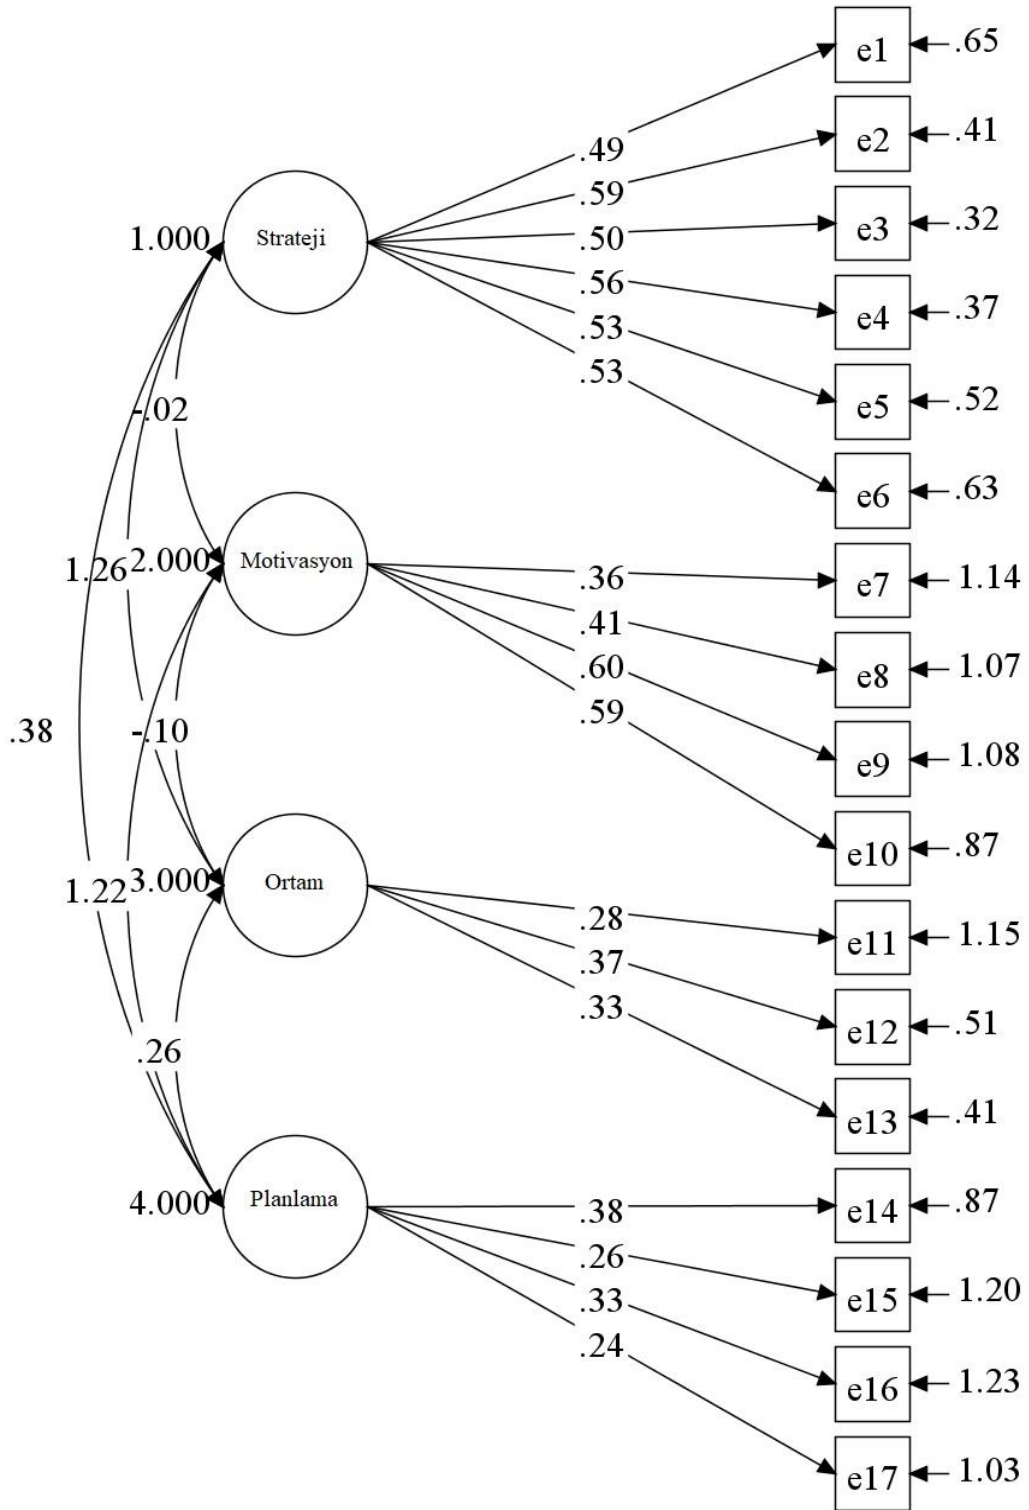 e1
.65
e2
.41
.49
.59
e3
.32
1.000
Strateji
.50
.56
e4
.37
.53
.53
e5
.52
-.02
e6
.63
2.000
Motivasyon
1.26
.36
e7
1.14
.41
.60
e8
1.07
.59
-.10
.38
e9
1.08
e10
.87
3.000
Ortam
1.22
.28
e11
1.15
.37
.33
e12
.51
.26
e13
.41
4.000
Planlama
.38
e14
.87
.26
.33
e15
1.20
.24
e16
1.23
e17
1.03